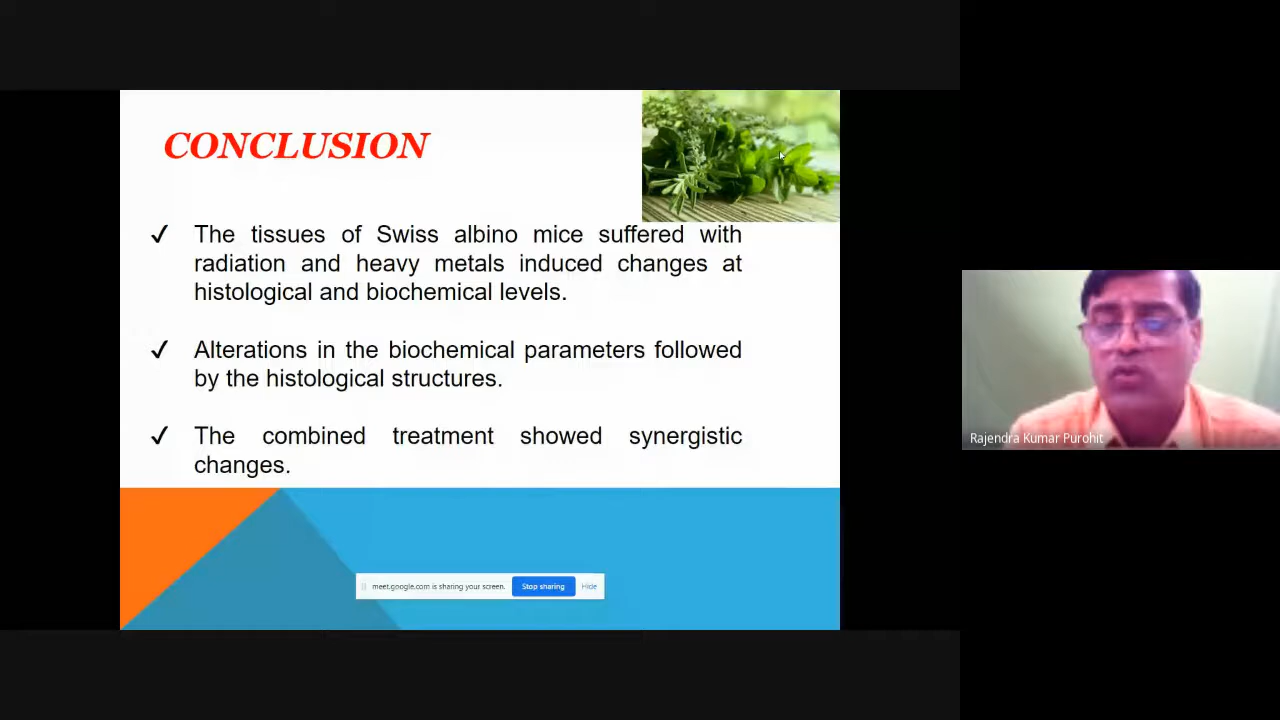 CONCLUSION
✓ The tissues of Swiss albino mice suffered with
radiation and heavy metals induced changes at
histological and biochemical levels.
✓ Alterations in the biochemical parameters followed
by the histological structures.
✓ The combined treatment showed synergistic
changes.
meet.google.com is sharing your screen. Stop sharing Hide
Rajendra Kumar Purohit